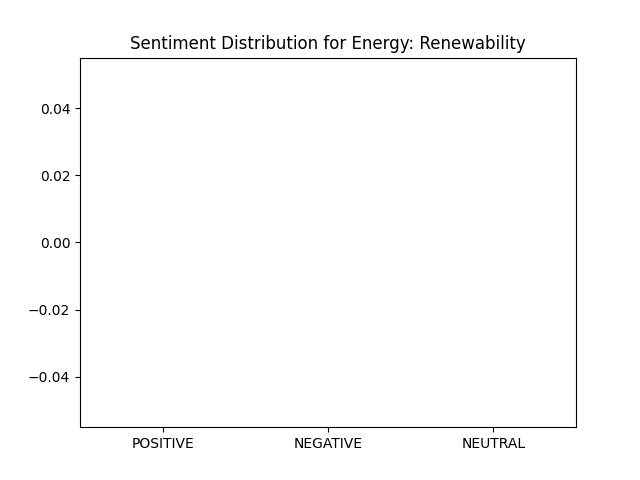 Sentiment Distribution for Energy: Renewability
0.04
0.02
0.00
−0.02
−0.04
POSITIVE NEGATIVE NEUTRAL